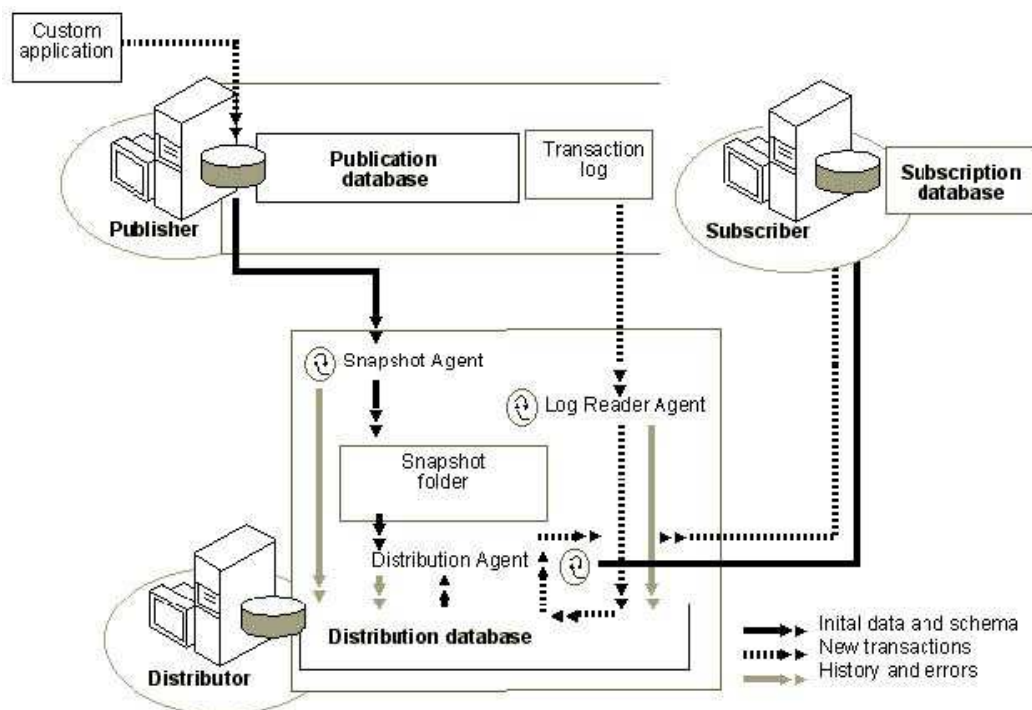 Custom
application
Publication
database
Transaction
log
Publisher
Subscriber
Subscription
database
Snapshot Agent
Log Reader Agent
Snapshot
folder
Distribution Agent
Distribution database
Distributor
Inital data and schema
New transactions
History and errors